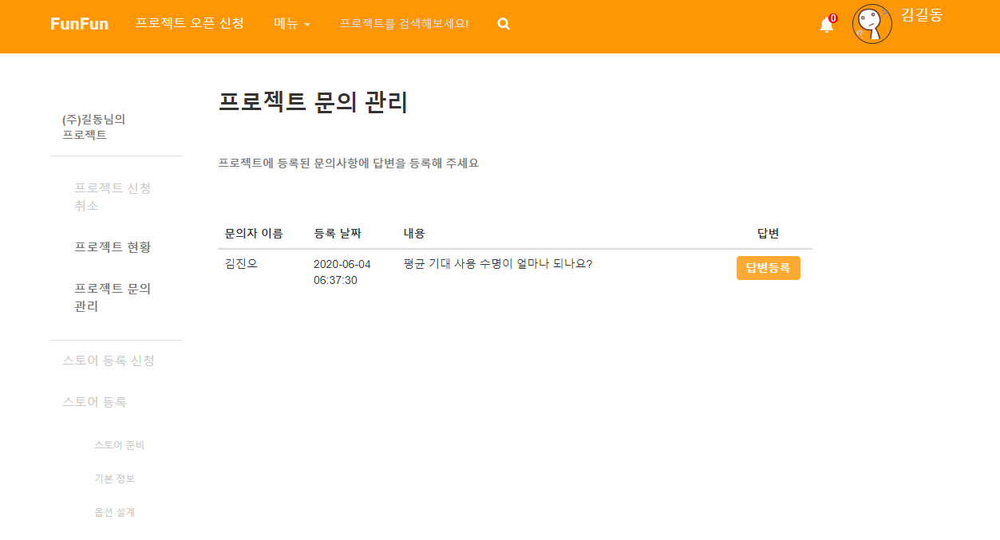 FunFun 프로젝트 오픈 신청 메뉴 프로젝트를 검색해보세요! 0 김길동
(주)길동님의
프로젝트
프로젝트 신청
취소
프로젝트 현황
프로젝트 문의
관리
스토어 등록 신청
스토어 등록
스토어 준비
기본 정보
옵션 설계
프로젝트 문의 관리
프로젝트에 등록된 문의사항에 답변을 등록해 주세요
문의자 이름 등록 날짜 내용 답변
김진오 2020-06-04 평균 기대 사용 수명이 얼마나 되나요? 답변등록
06:37:30